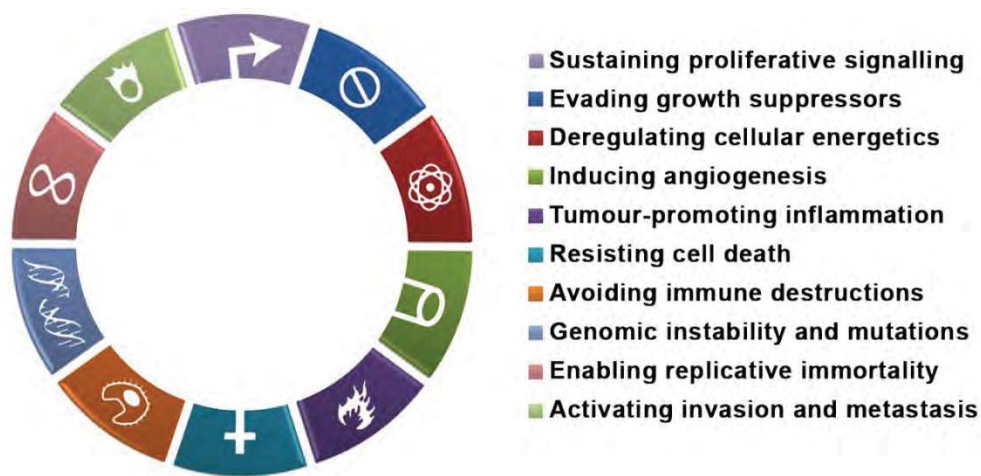 Sustaining proliferative signalling
Evading growth suppressors
Deregulating cellular energetics
Inducing angiogenesis
Tumour-promoting inflammation
Resisting cell death
Avoiding immune destructions
Genomic instability and mutations
Enabling replicative immortality
Activating invasion and metastasis